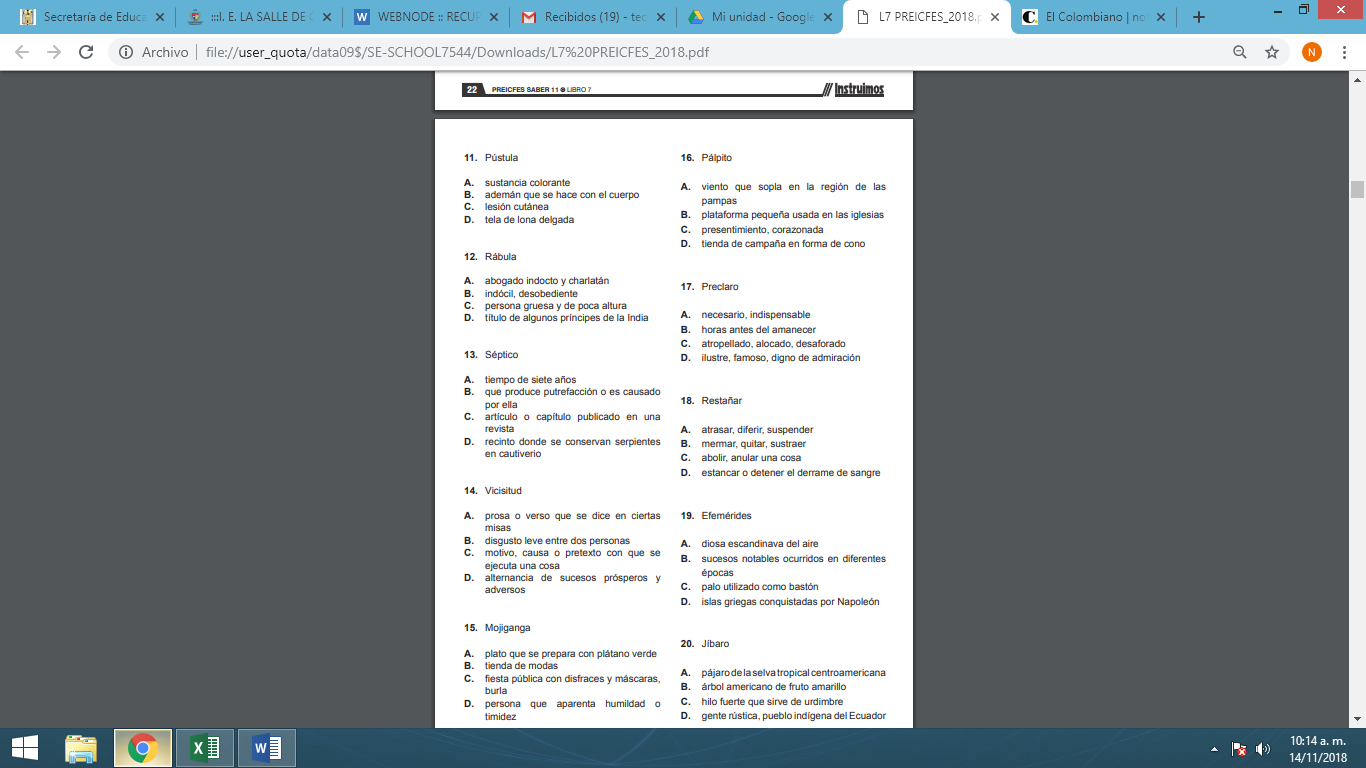 Secretaría de Educa
:::I. E. LA SALLE DE C
WEBNODE :: RECUP
Recibidos (19) - tec
Mi unidad - Google
L7 PREICFES_2018.p
El Colombiano | no
Archivo | file://user_quota/data09$/SE-SCHOOL7544/Downloads/L7%20PREICFES_2018.pdf
N
22 PREICFES SABER 11 LIBRO 7
Instruimos
11. Pústula
A. sustancia colorante
B. ademán que se hace con el cuerpo
C. lesión cutánea
D. tela de lona delgada
12. Rábula
A. abogado indocto y charlatán
B. indócil, desobediente
C. persona gruesa y de poca altura
D. título de algunos príncipes de la India
13. Séptico
A. tiempo de siete años
B. que produce putrefacción o es causado
por ella
C. artículo o capítulo publicado en una
revista
D. recinto donde se conservan serpientes
en cautiverio
14. Vicisitud
A. prosa o verso que se dice en ciertas
misas
B. disgusto leve entre dos personas
C. motivo, causa o pretexto con que se
ejecuta una cosa
D. alternancia de sucesos prósperos y
adversos
15. Mojiganga
A. plato que se prepara con plátano verde
B. tienda de modas
C. fiesta pública con disfraces y máscaras,
burla
D. persona que aparenta humildad o
timidez
16. Pálpito
A. viento que sopla en la región de las
pampas
B. plataforma pequeña usada en las iglesias
C. presentimiento, corazonada
D. tienda de campaña en forma de cono
17. Preclaro
A. necesario, indispensable
B. horas antes del amanecer
C. atropellado, alocado, desaforado
D. ilustre, famoso, digno de admiración
18. Restañar
A. atrasar, diferir, suspender
B. mermar, quitar, sustraer
C. abolir, anular una cosa
D. estancar o detener el derrame de sangre
19. Efemérides
A. diosa escandinava del aire
B. sucesos notables ocurridos en diferentes
épocas
C. palo utilizado como bastón
D. islas griegas conquistadas por Napoleón
20. Jíbaro
A. pájaro de la selva tropical centroamericana
B. árbol americano de fruto amarillo
C. hilo fuerte que sirve de urdimbre
D. gente rústica, pueblo indígena del Ecuador
10:14 a. m.
14/11/2018